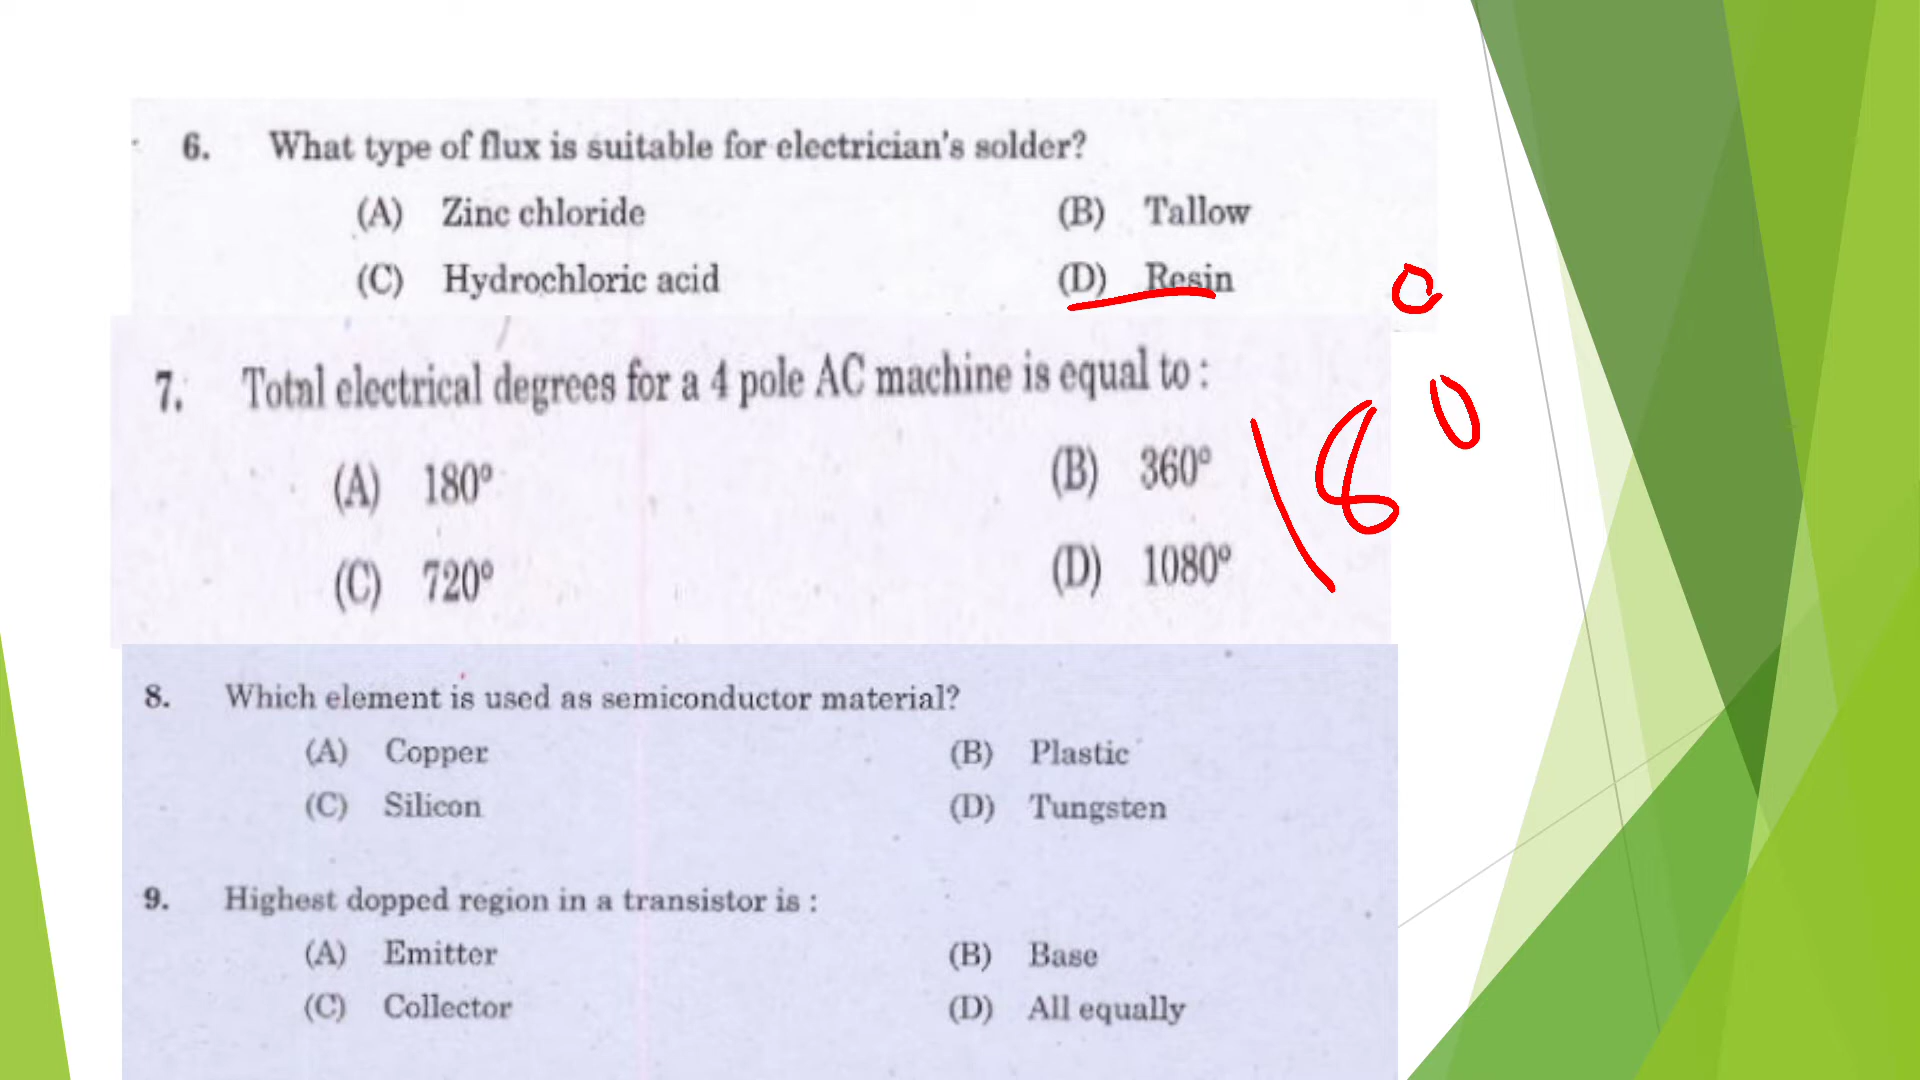 6. What type of flux is suitable for electrician's solder?
(A) Zinc chloride (B) Tallow
(C) Hydrochloric acid (D) Resin
7. Total electrical degrees for a 4 pole AC machine is equal to :
(A) 180° (B) 360°
(C) 720° (D) 1080°
180°
8. Which element is used as semiconductor material?
(A) Copper (B) Plastic
(C) Silicon (D) Tungsten
9. Highest dopped region in a transistor is :
(A) Emitter (B) Base
(C) Collector (D) All equally